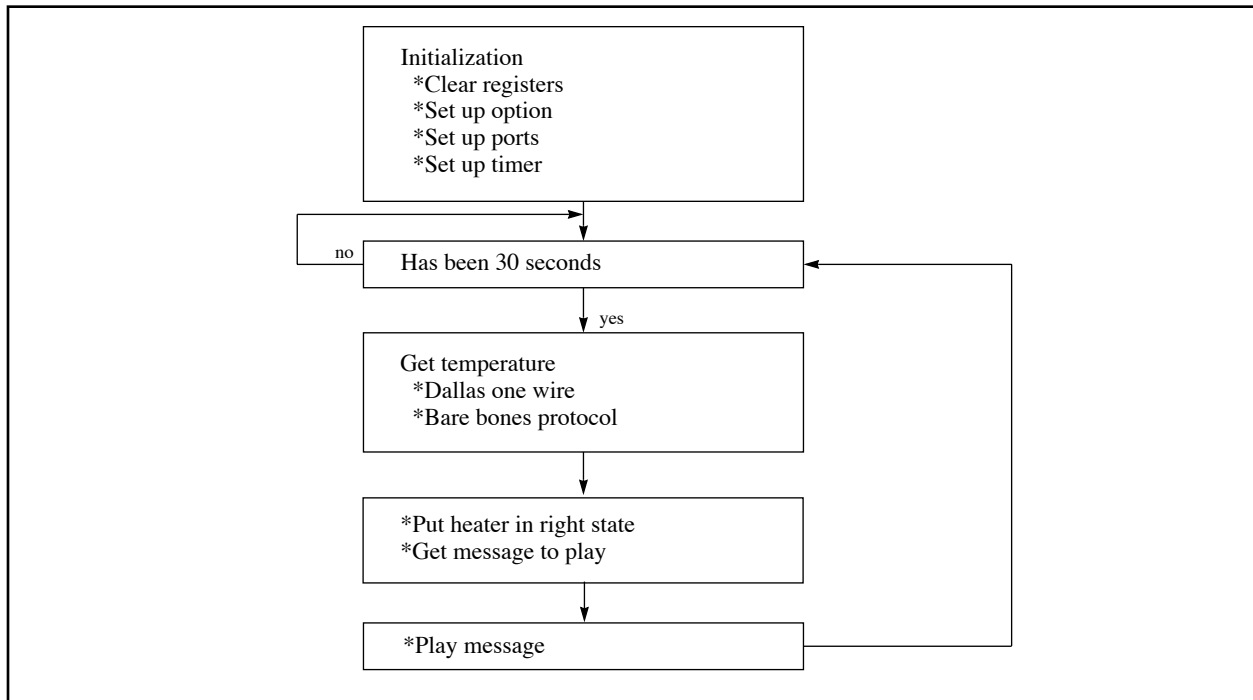 Initialization
*Clear registers
*Set up option
*Set up ports
*Set up timer
no
Has been 30 seconds
yes
Get temperature
*Dallas one wire
*Bare bones protocol
*Put heater in right state
*Get message to play
*Play message